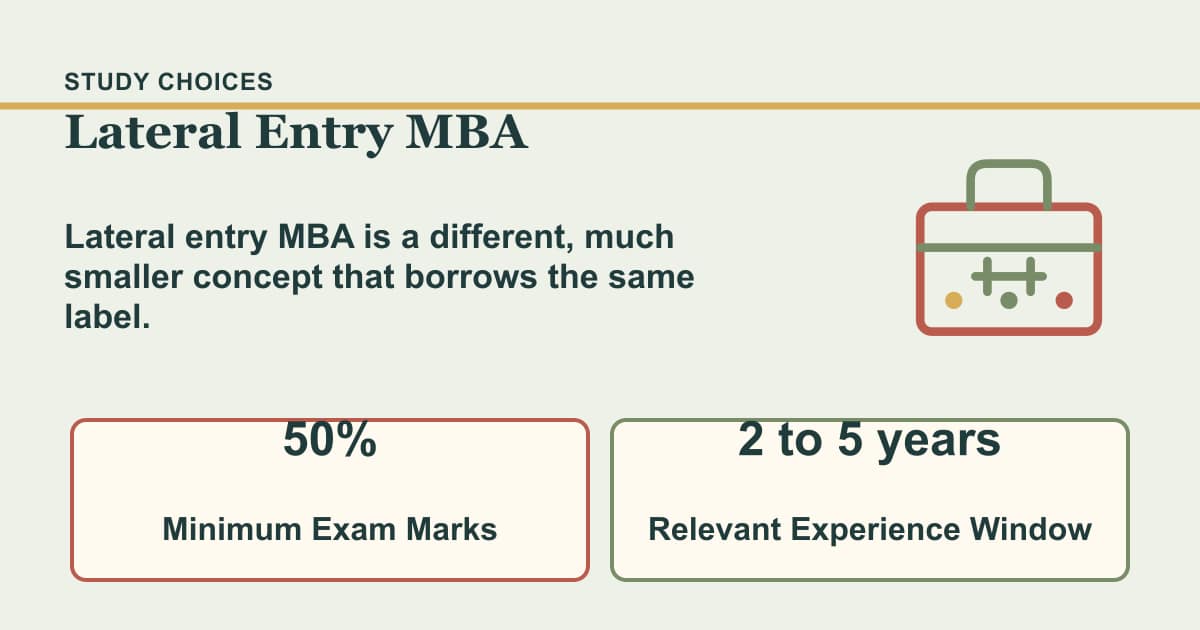 STUDY CHOICES
Lateral Entry MBA
Lateral entry MBA is a different, much
smaller concept that borrows the same
label.
50%
Minimum Exam Marks
2 to 5 years
Relevant Experience Window